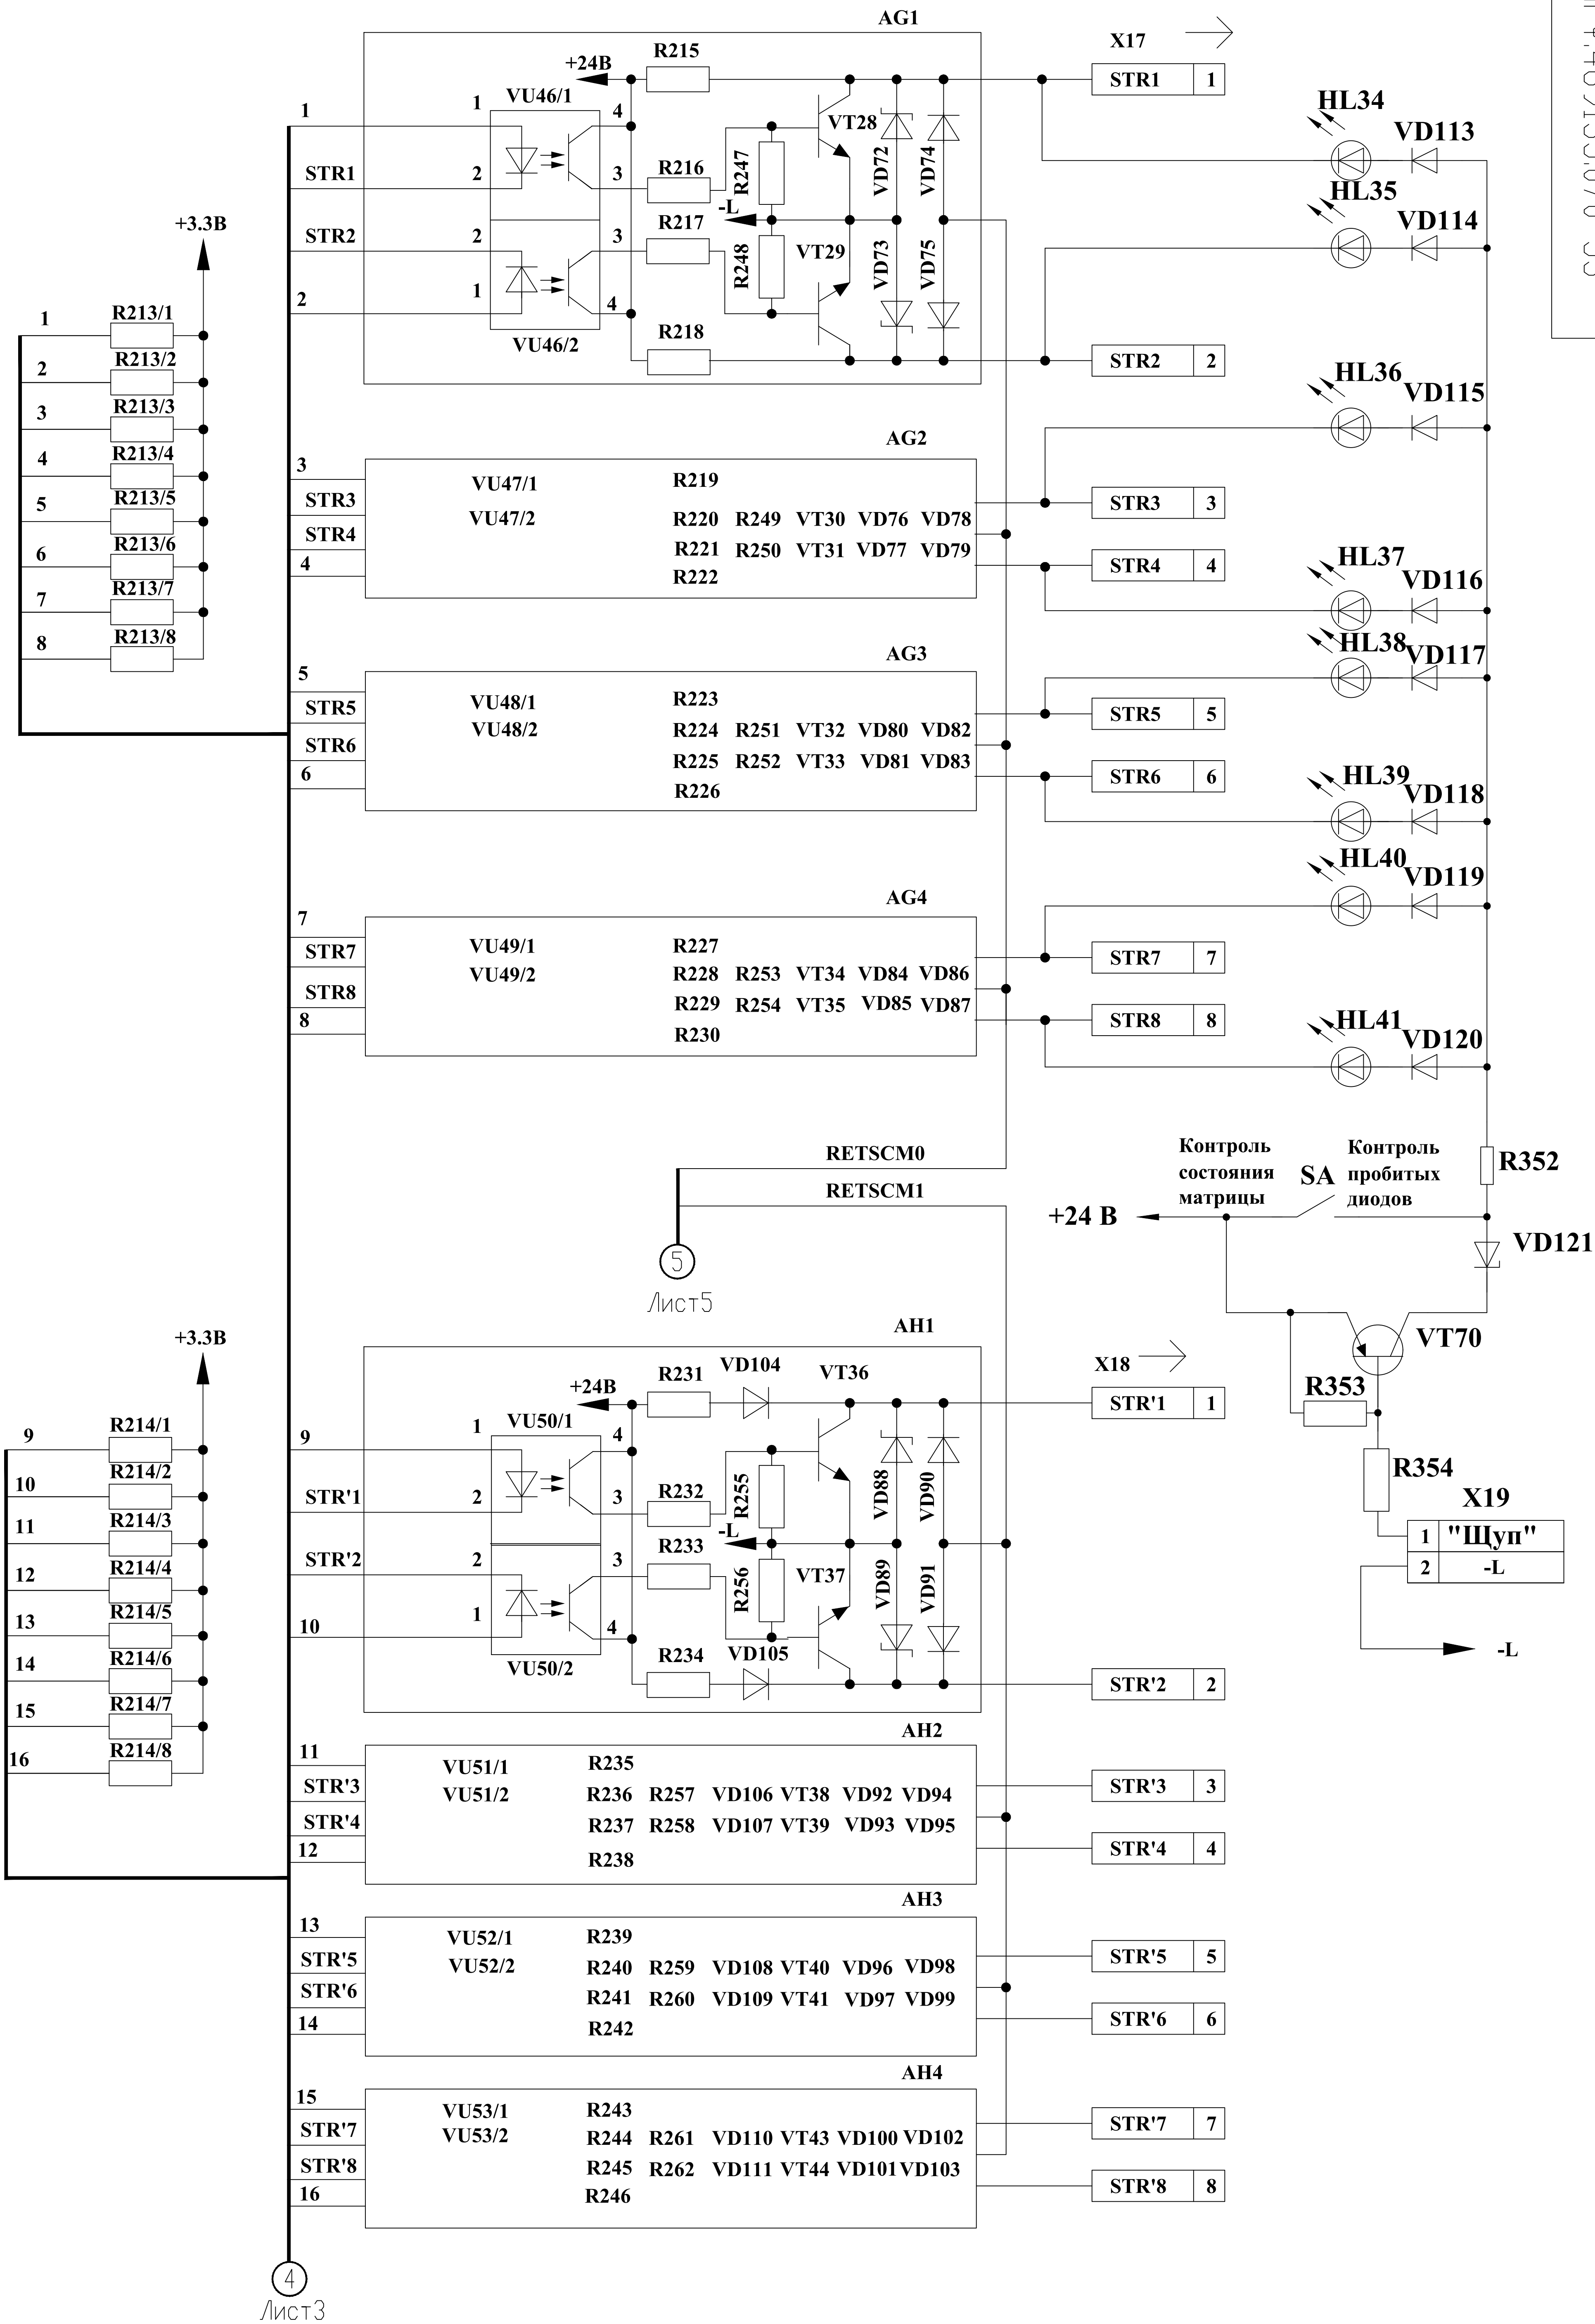 AG1
X17
+24В
R215
STR1 1
VU46/1
1
1
4
VT28
HL34
VD113
R247
VD72
VD74
STR1
2
3
R216
HL35
-L
VD114
STR2
2
3
R217
VT29
R248
VD73
VD75
2
1
4
R218
VU46/2
STR2 2
+3.3В
1 R213/1
2 R213/2
3 R213/3
4 R213/4
5 R213/5
6 R213/6
7 R213/7
8 R213/8
HL36
VD115
AG2
3
STR3
STR4
4
VU47/1 R219
VU47/2 R220 R249 VT30 VD76 VD78
R221 R250 VT31 VD77 VD79
R222
STR3 3
STR4 4
HL37
VD116
HL38
VD117
AG3
5
STR5
STR6
6
VU48/1 R223
VU48/2 R224 R251 VT32 VD80 VD82
R225 R252 VT33 VD81 VD83
R226
STR5 5
STR6 6
HL39
VD118
HL40
VD119
AG4
7
STR7
STR8
8
VU49/1 R227
VU49/2 R228 R253 VT34 VD84 VD86
R229 R254 VT35 VD85 VD87
R230
STR7 7
STR8 8
HL41
VD120
RETSCM0
RETSCM1
5
Лист5
Контроль
состояния
матрицы
SA
Контроль
пробитых
диодов
R352
+24 В
VD121
VT70
R353
R354
X19
1 "Щуп"
2 -L
-L
AH1
X18
+24В
R231
VD104
VT36
STR'1 1
VU50/1
9
1
4
STR'1
2
3
R232
R255
VD88
VD90
-L
STR'2
2
3
R233
VT37
R256
VD89
VD91
10
1
4
VU50/2
R234
VD105
STR'2 2
+3.3В
9 R214/1
10 R214/2
11 R214/3
12 R214/4
13 R214/5
14 R214/6
15 R214/7
16 R214/8
AH2
11
STR'3
STR'4
12
VU51/1 R235
VU51/2 R236 R257 VD106 VT38 VD92 VD94
R237 R258 VD107 VT39 VD93 VD95
R238
STR'3 3
STR'4 4
AH3
13
STR'5
STR'6
14
VU52/1 R239
VU52/2 R240 R259 VD108 VT40 VD96 VD98
R241 R260 VD109 VT41 VD97 VD99
R242
STR'5 5
STR'6 6
AH4
15
STR'7
STR'8
16
VU53/1 R243
VU53/2 R244 R261 VD110 VT43 VD100 VD102
R245 R262 VD111 VT44 VD101 VD103
R246
STR'7 7
STR'8 8
4
Лист3